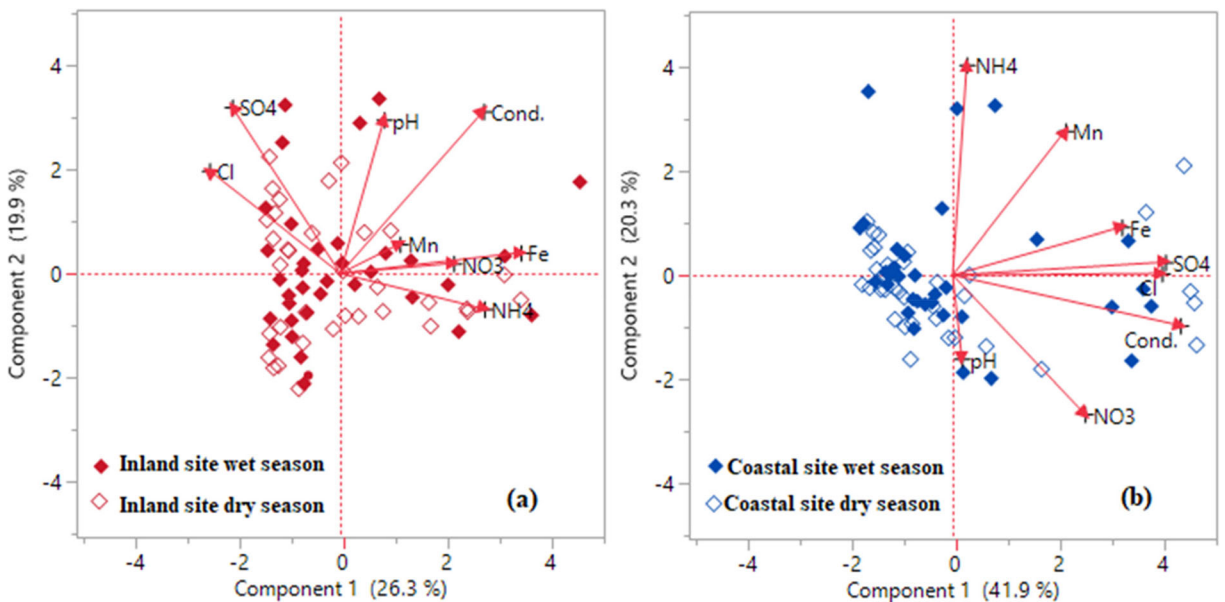 4
2
0
-2
-4
-4
-2
0
2
4
Component 2 (19.9 %)
Component 1 (26.3 %)
SO4
Cl
pH
Cond.
Mn
Fe
NO3
NH4
Inland site wet season
Inland site dry season
(a)
4
2
0
-2
-4
-4
-2
0
2
4
Component 2 (20.3 %)
Component 1 (41.9 %)
NH4
Mn
Fe
SO4
Cl
Cond.
pH
NO3
Coastal site wet season
Coastal site dry season
(b)